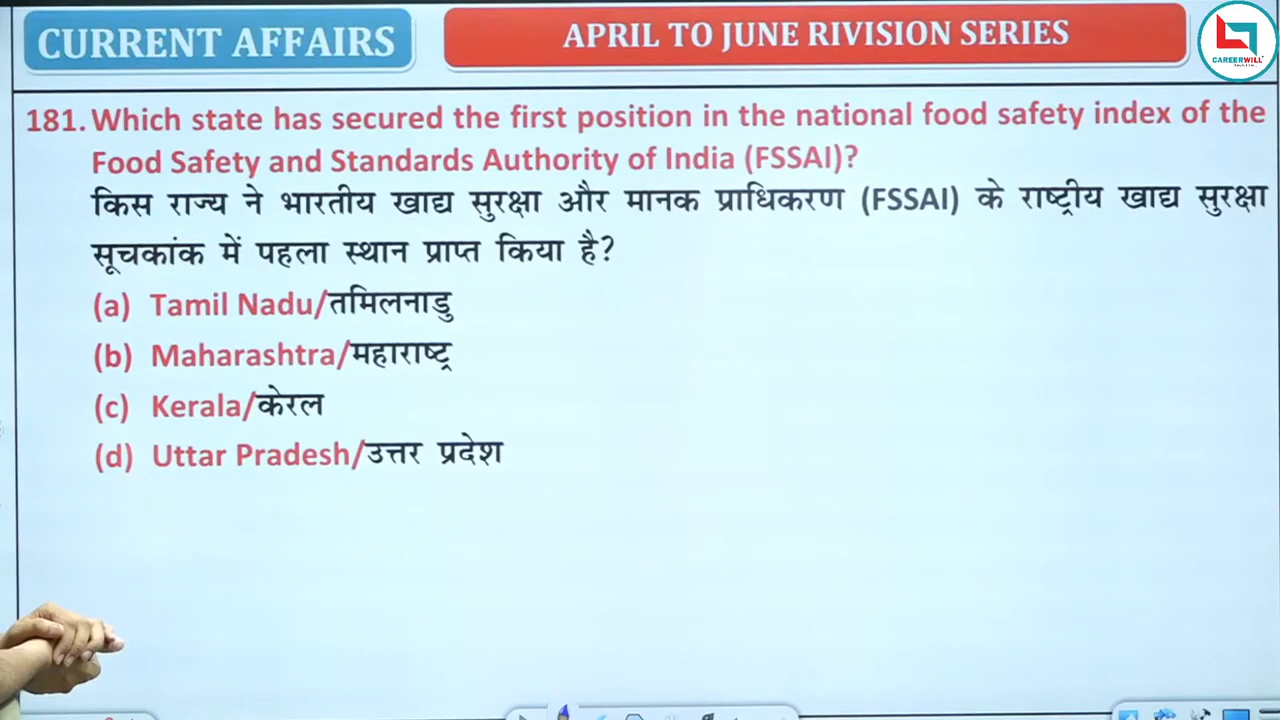 CURRENT AFFAIRS
APRIL TO JUNE RIVISION SERIES
CAREERWILL
181. Which state has secured the first position in the national food safety index of the
Food Safety and Standards Authority of India (FSSAI)?
किस राज्य ने भारतीय खाद्य सुरक्षा और मानक प्राधिकरण (FSSAI) के राष्ट्रीय खाद्य सुरक्षा
सूचकांक में पहला स्थान प्राप्त किया है?
(a) Tamil Nadu/तमिलनाडु
(b) Maharashtra/महाराष्ट्र
(c) Kerala/केरल
(d) Uttar Pradesh/उत्तर प्रदेश